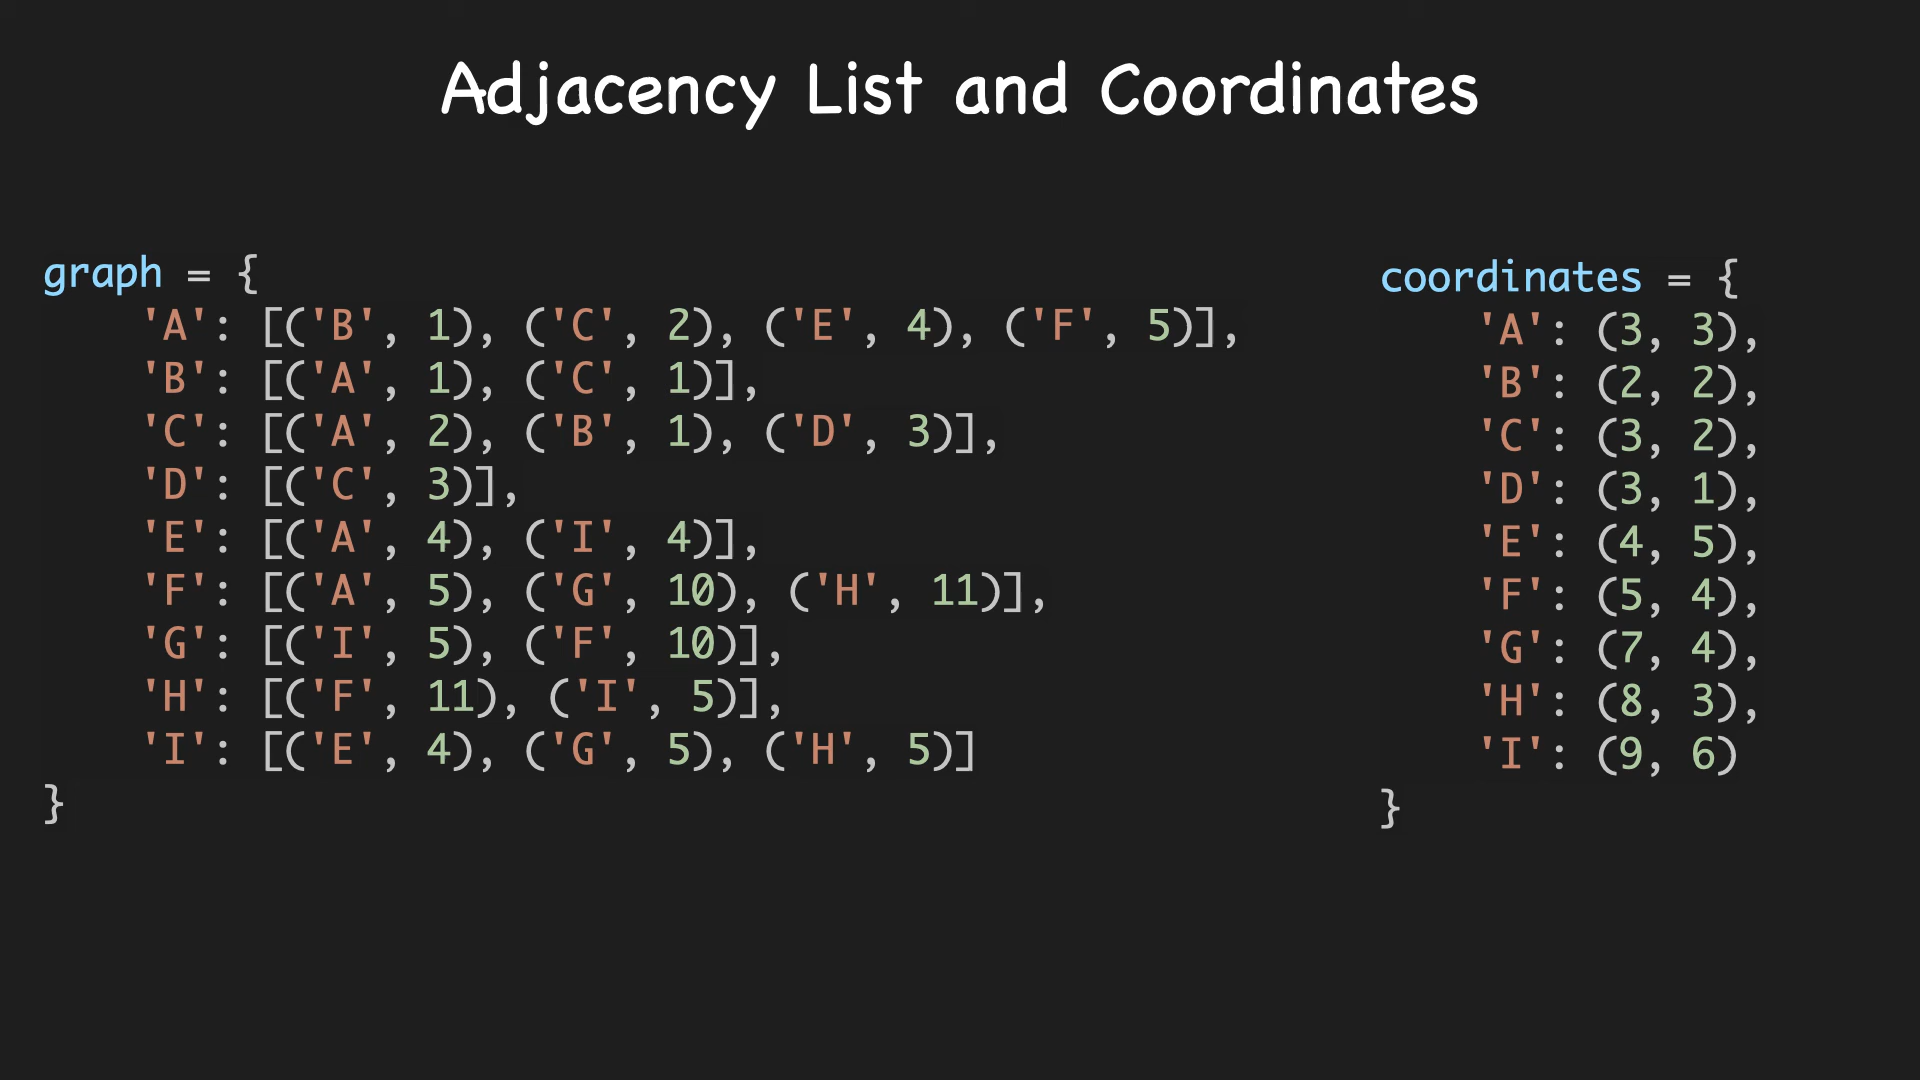 Adjacency List and Coordinates
graph = {
'A': [('B', 1), ('C', 2), ('E', 4), ('F', 5)],
'B': [('A', 1), ('C', 1)],
'C': [('A', 2), ('B', 1), ('D', 3)],
'D': [('C', 3)],
'E': [('A', 4), ('I', 4)],
'F': [('A', 5), ('G', 10), ('H', 11)],
'G': [('I', 5), ('F', 10)],
'H': [('F', 11), ('I', 5)],
'I': [('E', 4), ('G', 5), ('H', 5)]
}
coordinates = {
'A': (3, 3),
'B': (2, 2),
'C': (3, 2),
'D': (3, 1),
'E': (4, 5),
'F': (5, 4),
'G': (7, 4),
'H': (8, 3),
'I': (9, 6)
}